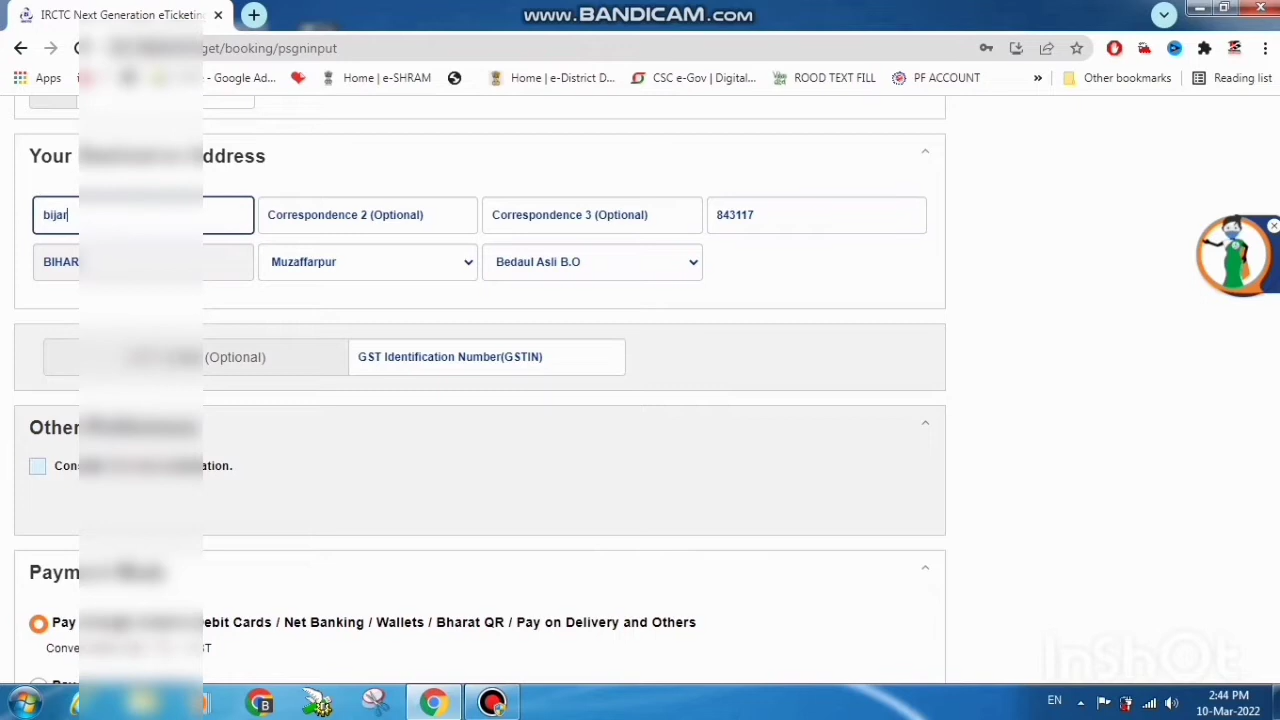 www.BANDICAM.com
IRCTC Next Generation eTicketing
get/booking/psgninput
Apps
- Google Ad...
Home | e-SHRAM
Home | e-District D...
CSC e-Gov | Digital...
ROOD TEXT FILL
PF ACCOUNT
»
Other bookmarks
Reading list
Your
ddress
bijar
Correspondence 2 (Optional)
Correspondence 3 (Optional)
843117
BIHAR
Muzaffarpur
Bedaul Asli B.O
(Optional)
GST Identification Number(GSTIN)
Other
Cons
ation.
Paym
Pay
ebit Cards / Net Banking / Wallets / Bharat QR / Pay on Delivery and Others
Conve
ST
InShOt
EN
2:44 PM
10-Mar-2022